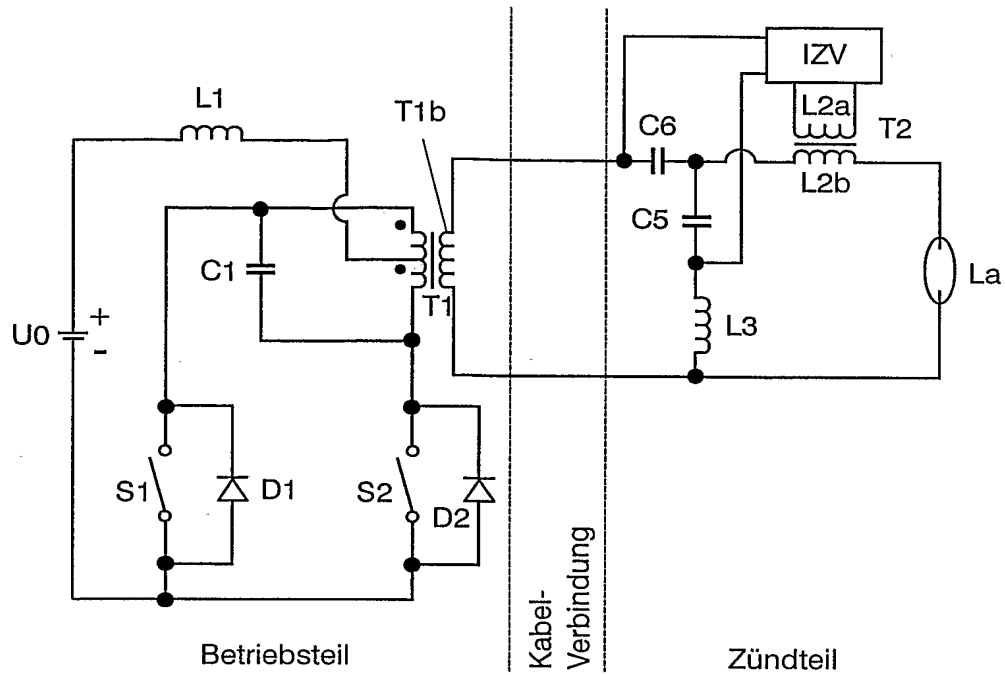 IZV
L1
T1b
L2a
C6
T2
L2b
C5
C1
La
T1
L3
U0
+
-
S1
D1
S2
D2
Kabel-
Verbindung
Betriebsteil
Zündteil